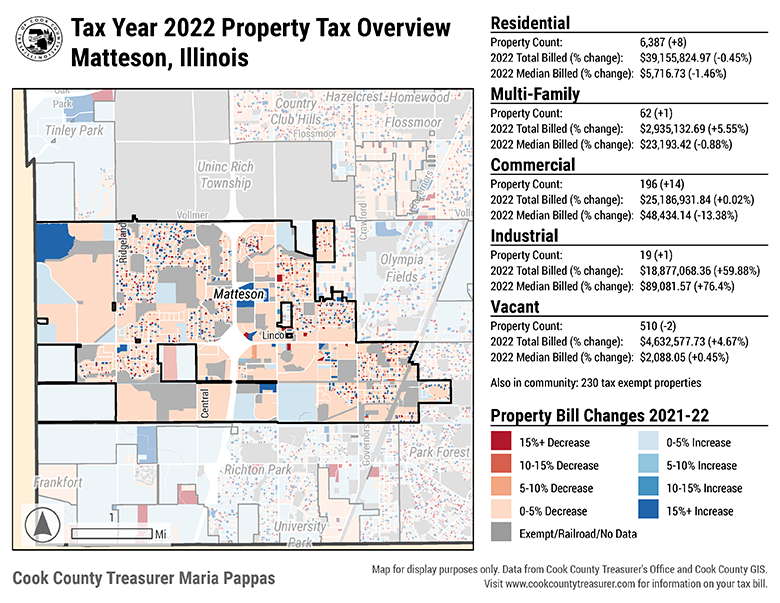 Tax Year 2022 Property Tax Overview
Matteson, Illinois
Residential
Property Count: 6,387 (+8)
2022 Total Billed (% change): $39,155,824.97 (-0.45%)
2022 Median Billed (% change): $5,716.73 (-1.46%)
Multi-Family
Property Count: 62 (+1)
2022 Total Billed (% change): $2,935,132.69 (+5.55%)
2022 Median Billed (% change): $23,193.42 (-0.88%)
Commercial
Property Count: 196 (+14)
2022 Total Billed (% change): $25,186,931.84 (+0.02%)
2022 Median Billed (% change): $48,434.14 (-13.38%)
Industrial
Property Count: 19 (+1)
2022 Total Billed (% change): $18,877,068.36 (+59.88%)
2022 Median Billed (% change): $89,081.57 (+76.4%)
Vacant
Property Count: 510 (-2)
2022 Total Billed (% change): $4,632,577.73 (+4.67%)
2022 Median Billed (% change): $2,088.05 (+0.45%)
Also in community: 230 tax exempt properties
Property Bill Changes 2021-22
15%+ Decrease
10-15% Decrease
5-10% Decrease
0-5% Decrease
Exempt/Railroad/No Data
0-5% Increase
5-10% Increase
10-15% Increase
15%+ Increase
Park
Tinley Park
Country
Club Hills
Flossmoor
Hazelcrest-Homewood
Flossmoor
Uninc Rich
Township
Vollmer
Voll
Ridgeland
Crawford
Governors
Olympia
Fields
Matteson
Lincol
Central
Governors
Park Forest
Richton Park
Frankfort
University
Park
1
Mi
Cook County Treasurer Maria Pappas
Map for display purposes only. Data from Cook County Treasurer's Office and Cook County GIS.
Visit www.cookcountytreasurer.com for information on your tax bill.